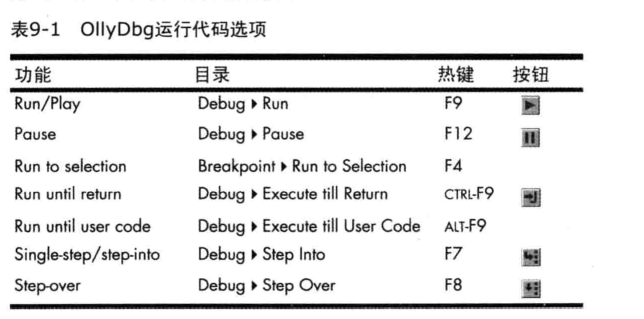 表9-1 OllyDbg运行代码选项
功能 目录 热键 按钮
Run/Play Debug ▸ Run F9
Pause Debug ▸ Pause F12
Run to selection Breakpoint ▸ Run to Selection F4
Run until return Debug ▸ Execute till Return CTRL-F9
Run until user code Debug ▸ Execute till User Code ALT-F9
Single-step/step-into Debug ▸ Step Into F7
Step-over Debug ▸ Step Over F8